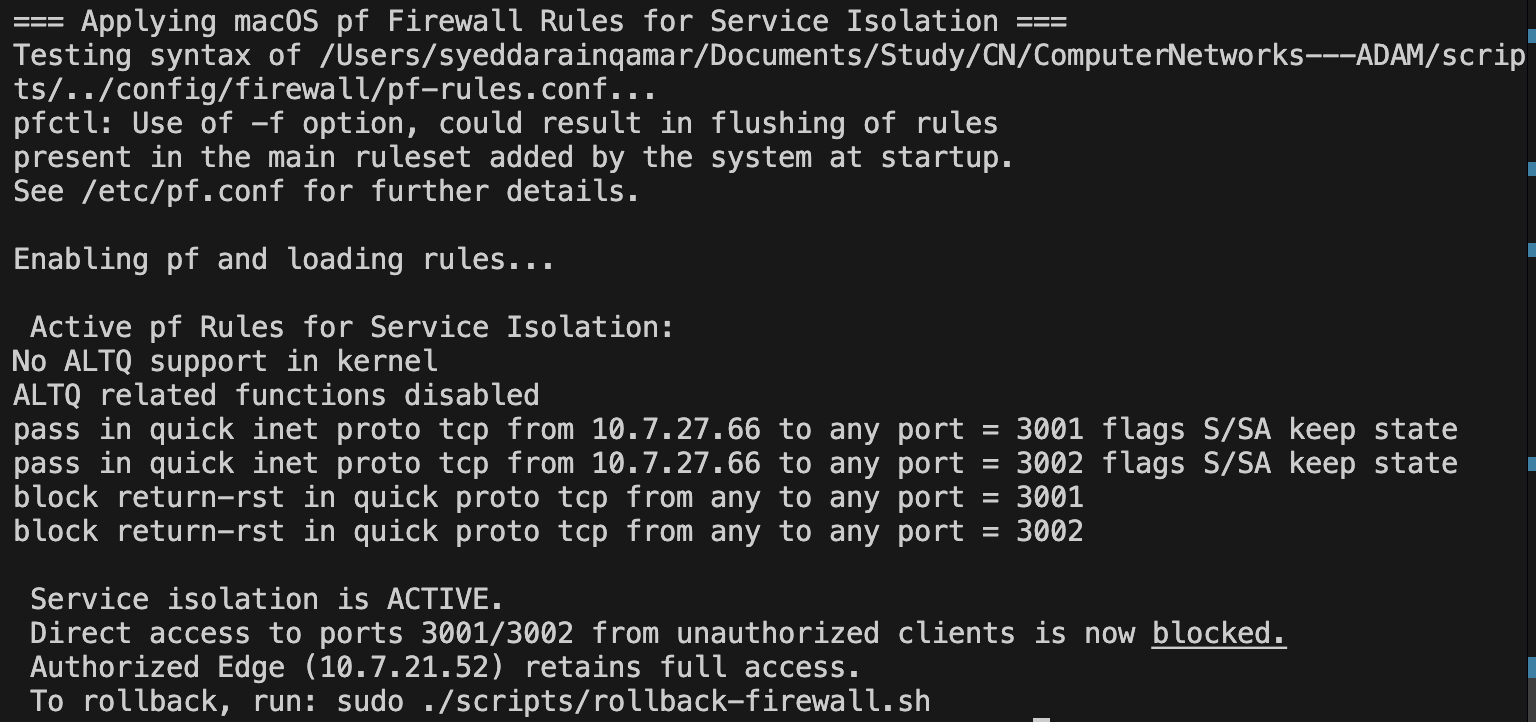 === Applying macOS pf Firewall Rules for Service Isolation ===
Testing syntax of /Users/syeddarainqamar/Documents/Study/CN/ComputerNetworks---ADAM/scrip
ts/../config/firewall/pf-rules.conf...
pfctl: Use of -f option, could result in flushing of rules
present in the main ruleset added by the system at startup.
See /etc/pf.conf for further details.
Enabling pf and loading rules...
Active pf Rules for Service Isolation:
No ALTQ support in kernel
ALTQ related functions disabled
pass in quick inet proto tcp from 10.7.27.66 to any port = 3001 flags S/SA keep state
pass in quick inet proto tcp from 10.7.27.66 to any port = 3002 flags S/SA keep state
block return-rst in quick proto tcp from any to any port = 3001
block return-rst in quick proto tcp from any to any port = 3002
Service isolation is ACTIVE.
Direct access to ports 3001/3002 from unauthorized clients is now blocked.
Authorized Edge (10.7.21.52) retains full access.
To rollback, run: sudo ./scripts/rollback-firewall.sh